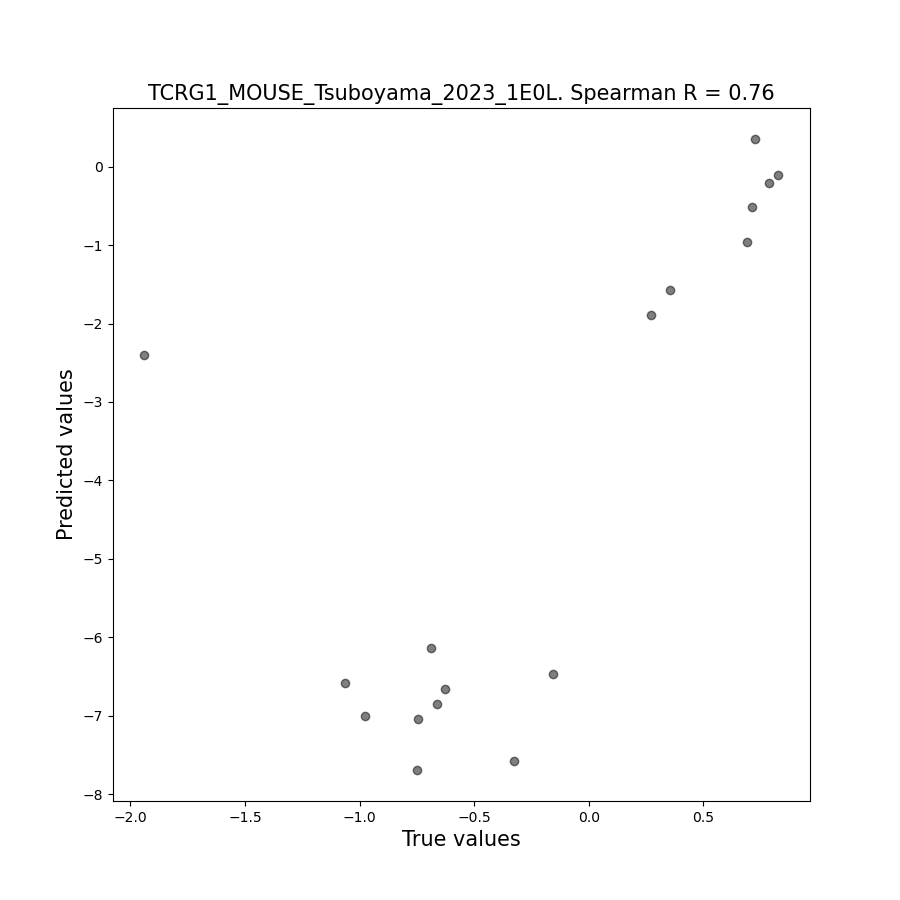 TCRG1_MOUSE_Tsuboyama_2023_1E0L. Spearman R = 0.76
0
−1
−2
−3
−4
−5
−6
−7
−8
Predicted values
−2.0 −1.5 −1.0 −0.5 0.0 0.5
True values